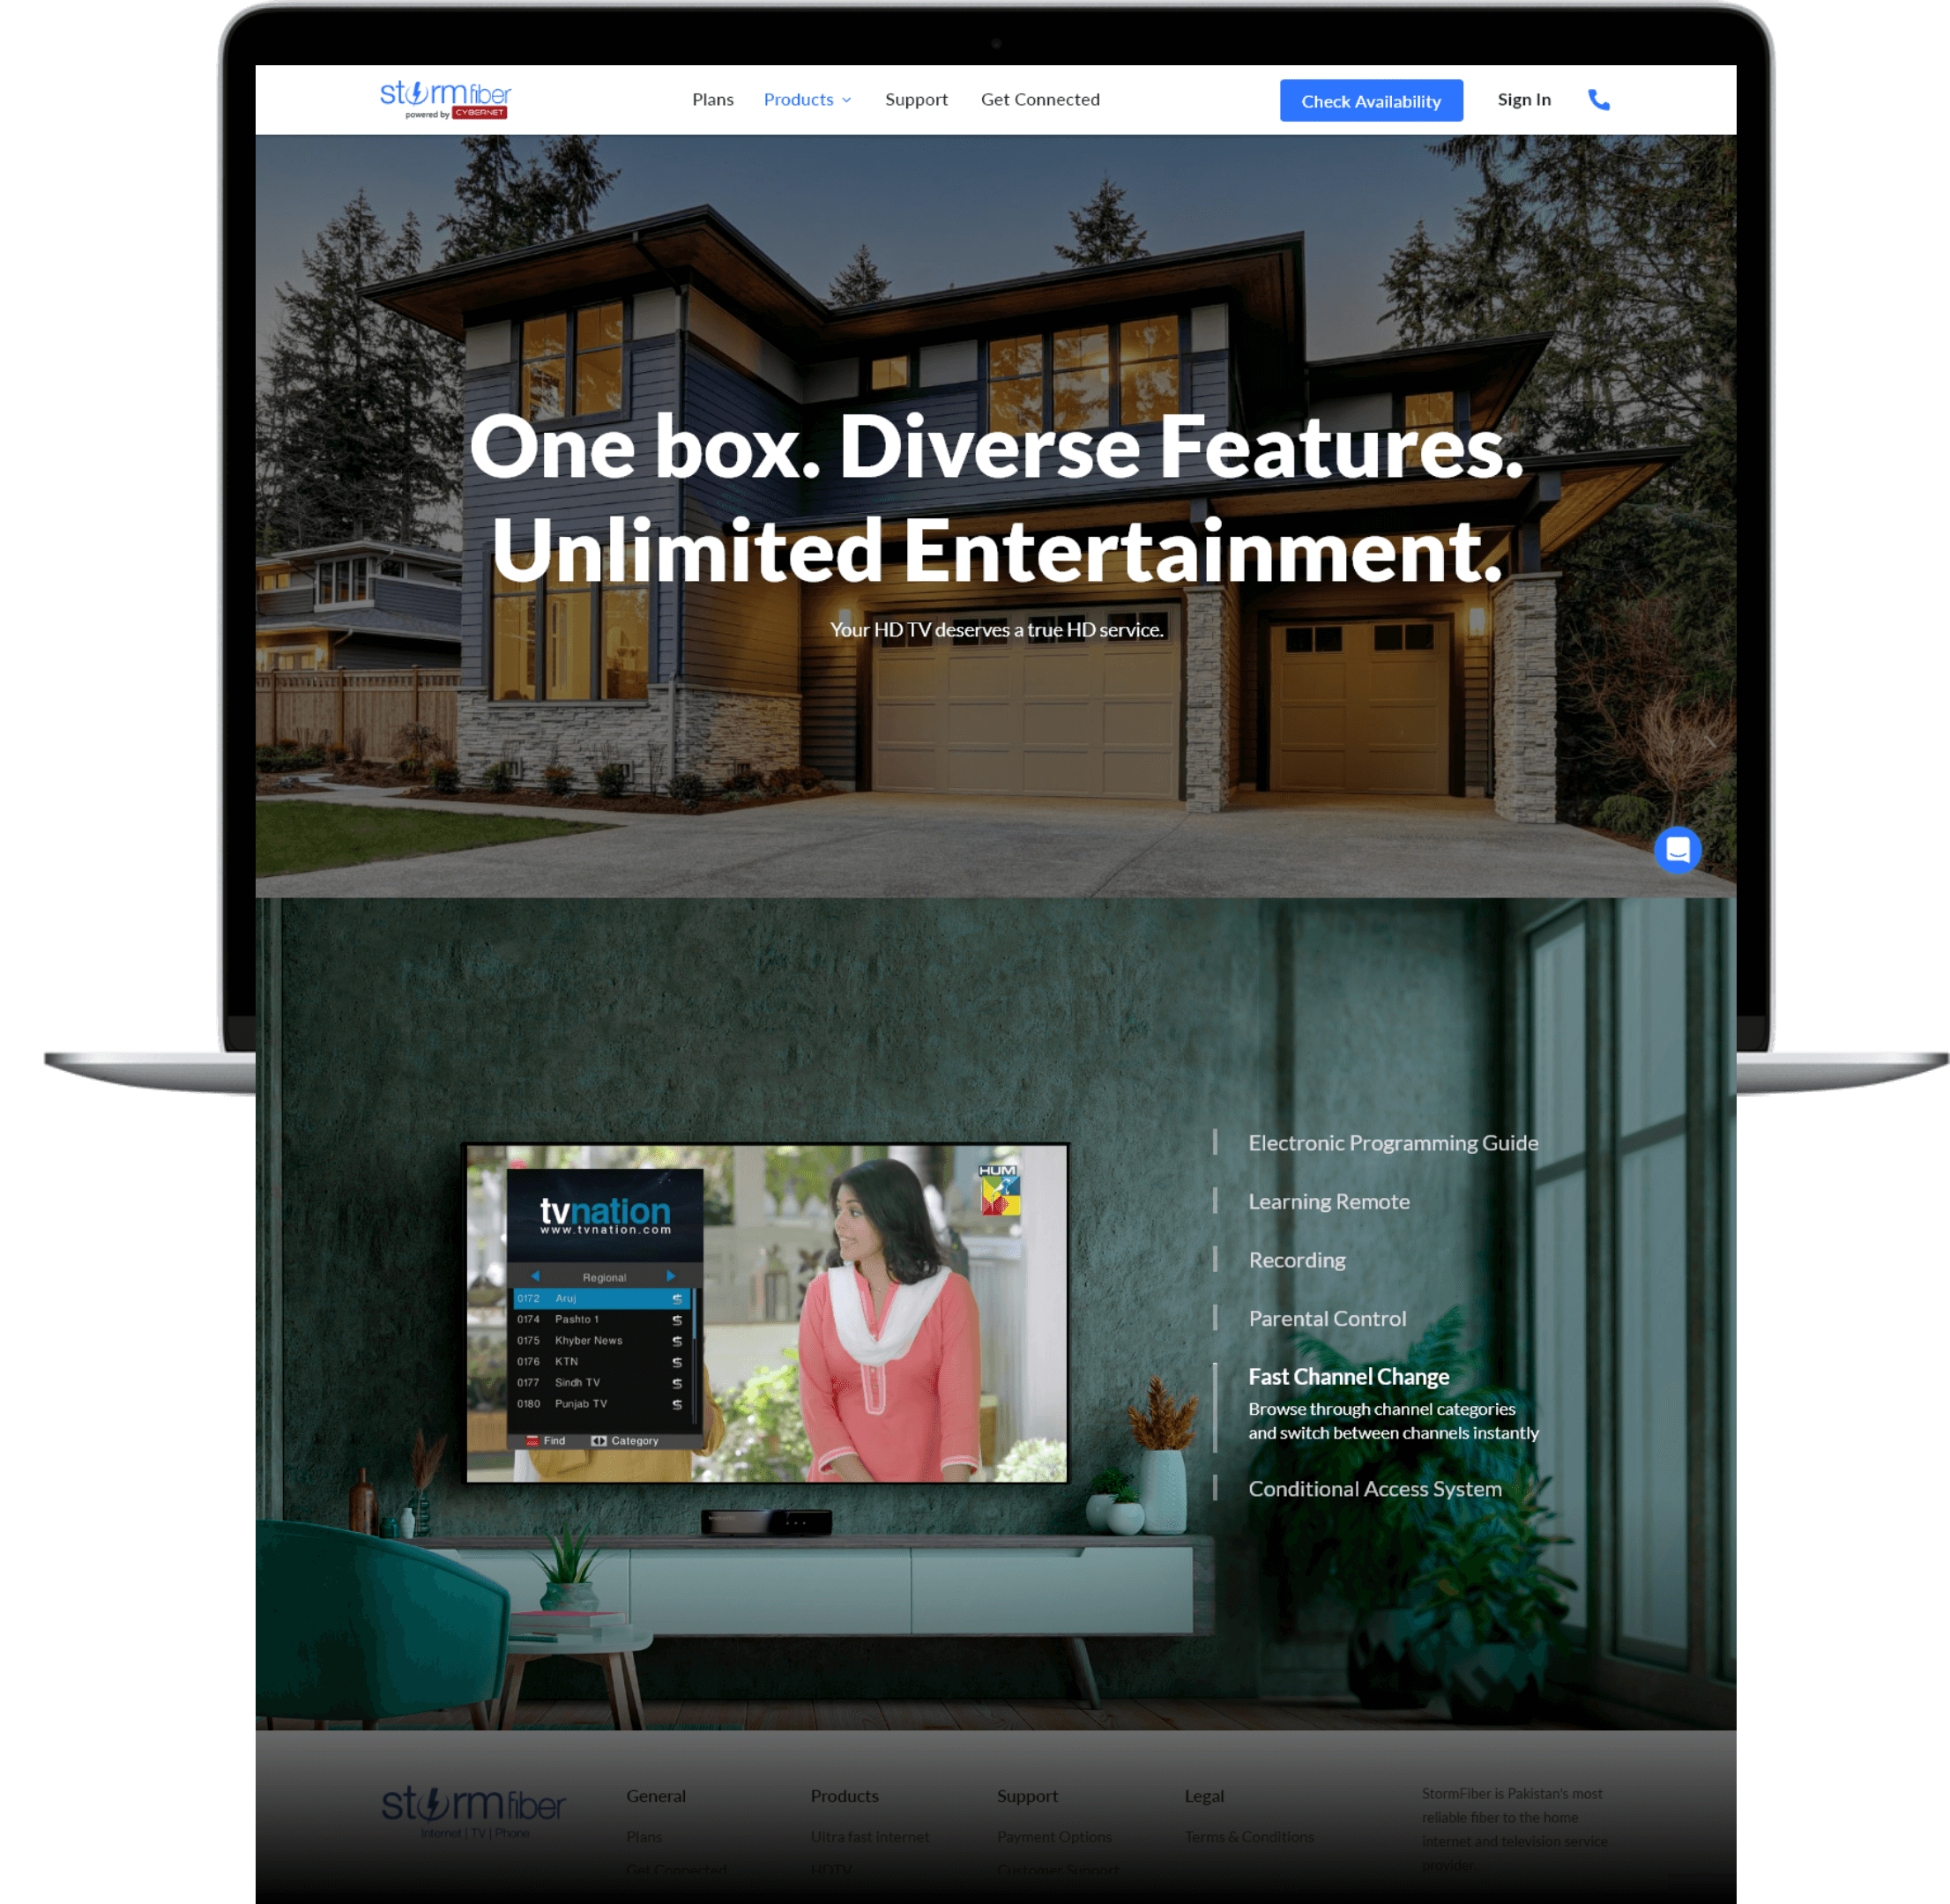 stormfiber
powered by CYBERNET
Plans
Products
Support
Get Connected
Check Availability
Sign In
One box. Diverse Features.
Unlimited Entertainment.
Your HD TV deserves a true HD service.
tvnation
www.tvnation.com
Regional
0172 Aruj
0174 Pashto 1
0175 Khyber News
0176 KTN
0177 Sindh TV
0180 Punjab TV
Find
Category
HUM
Electronic Programming Guide
Learning Remote
Recording
Parental Control
Fast Channel Change
Browse through channel categories
and switch between channels instantly
Conditional Access System
stormfiber
Internet | TV | Phone
General
Plans
Get Connected
Products
Ultra fast internet
HDTV
Support
Payment Options
Customer Support
Legal
Terms & Conditions
StormFiber is Pakistan's most
reliable fiber to the home
internet and television service
provider.